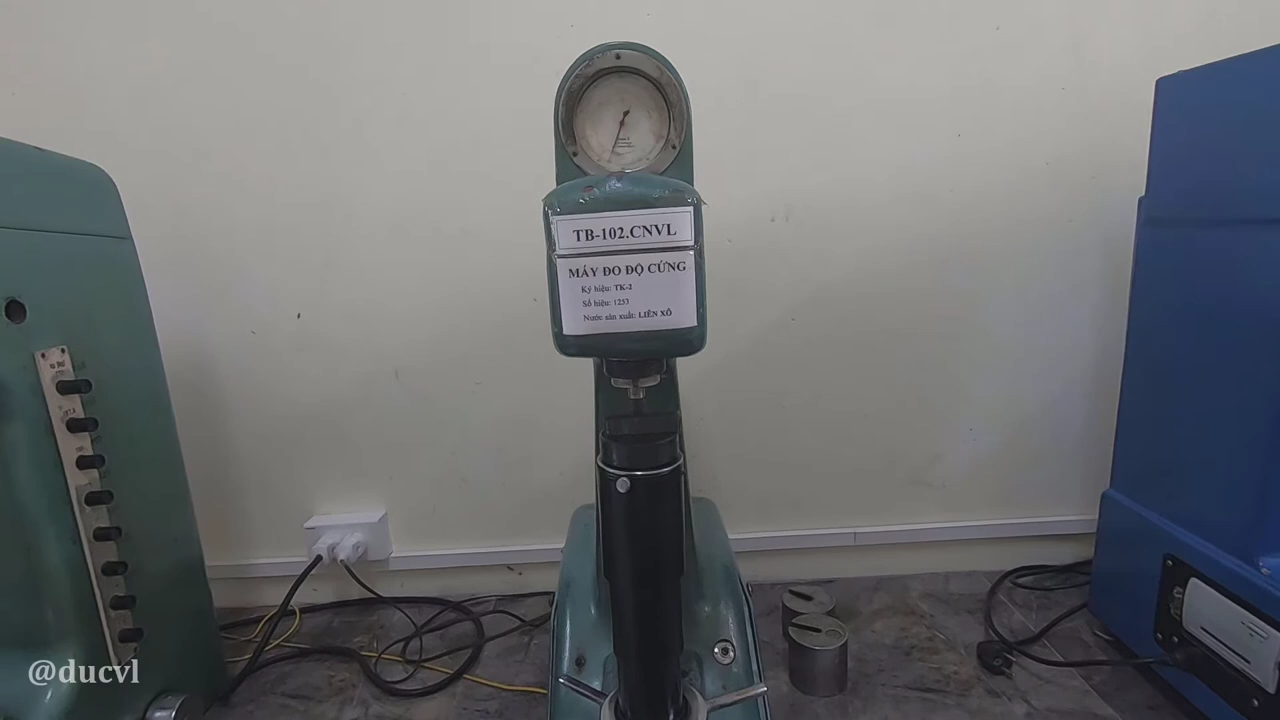 TB-102.CNVL
MÁY ĐO ĐỘ CỨNG
Ký hiệu: TK-2
Số hiệu: 1253
Nước sản xuất: LIÊN XÔ
@ducvl